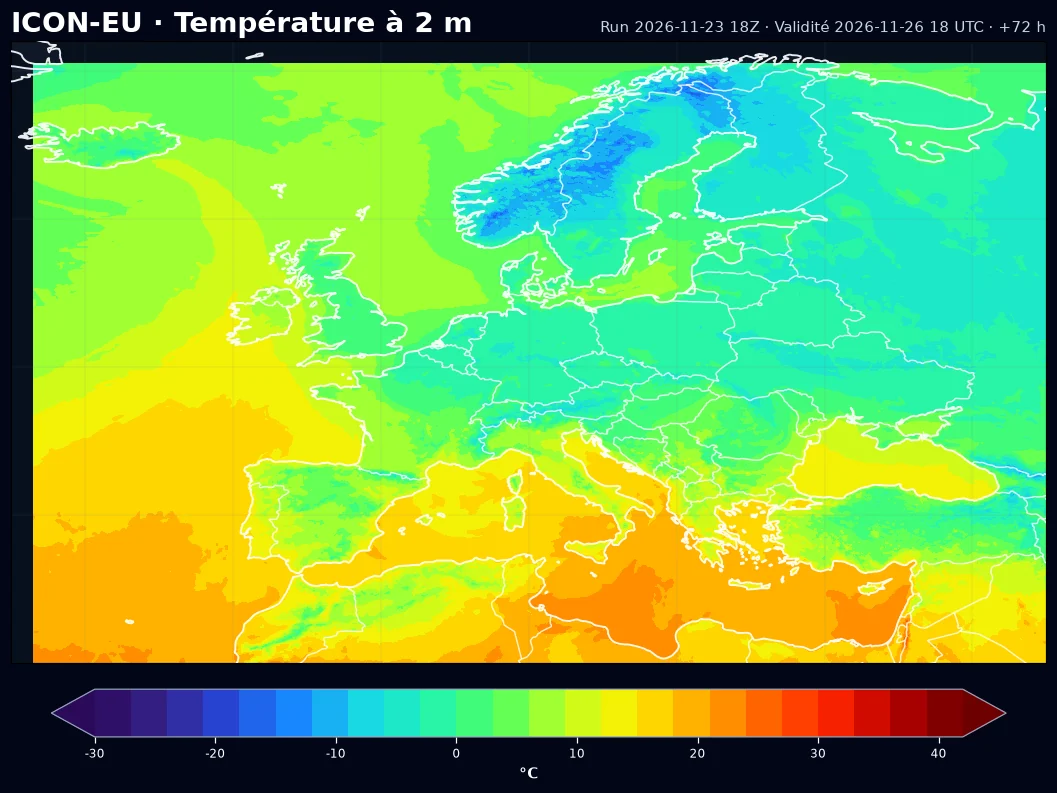 ICON-EU · Température à 2 m
Run 2026-11-23 18Z · Validité 2026-11-26 18 UTC · +72 h
-30 -20 -10 0 10 20 30 40
°C